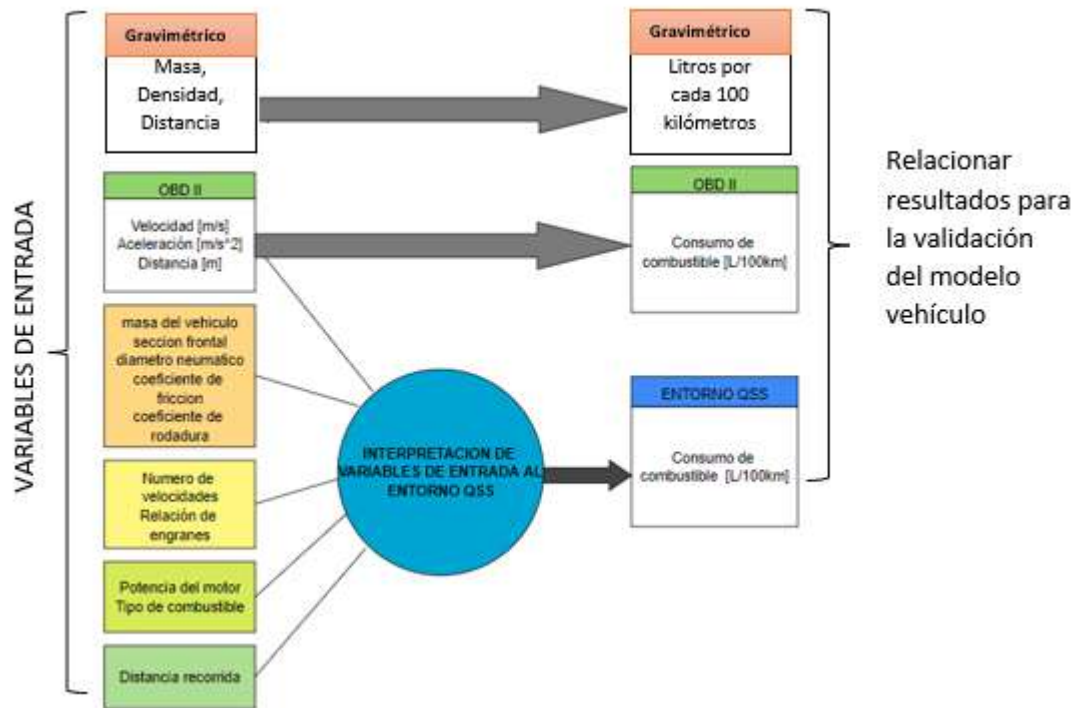 VARIABLES DE ENTRADA
Gravimétrico
Masa,
Densidad,
Distancia
OBD II
Velocidad [m/s]
Aceleración [m/s^2]
Distancia [m]
masa del vehiculo
seccion frontal
diametro neumatico
coeficiente de
friccion
coeficiente de
rodadura
Numero de
velocidades
Relación de
engranes
Potencia del motor
Tipo de combustible
Distancia recorrida
INTERPRETACION DE
VARIABLES DE ENTRADA AL
ENTORNO QSS
Gravimétrico
Litros por
cada 100
kilómetros
OBD II
Consumo de
combustible [L/100km]
ENTORNO QSS
Consumo de
combustible [L/100km]
Relacionar
resultados para
la validación
del modelo
vehículo